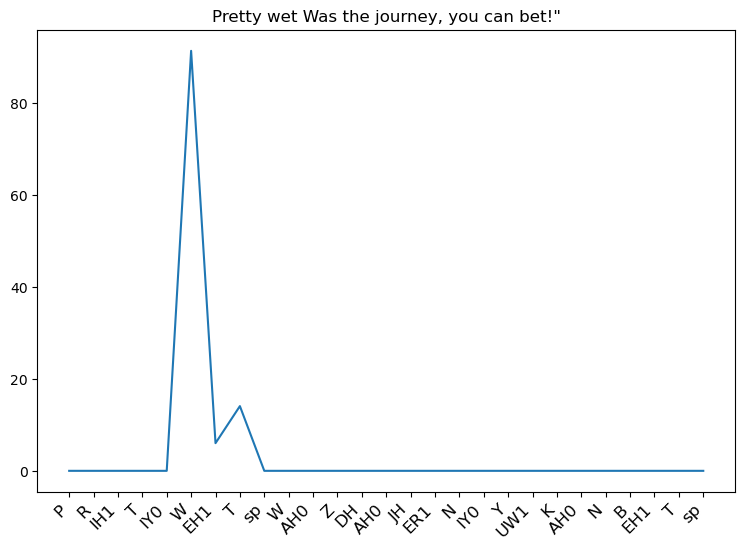 Pretty wet Was the journey, you can bet!"
80
60
40
20
0
P R IH1 T IY0 W EH1 T sp W AH0 Z DH AH0 JH ER1 N IY0 Y UW1 K AH0 N B EH1 T sp